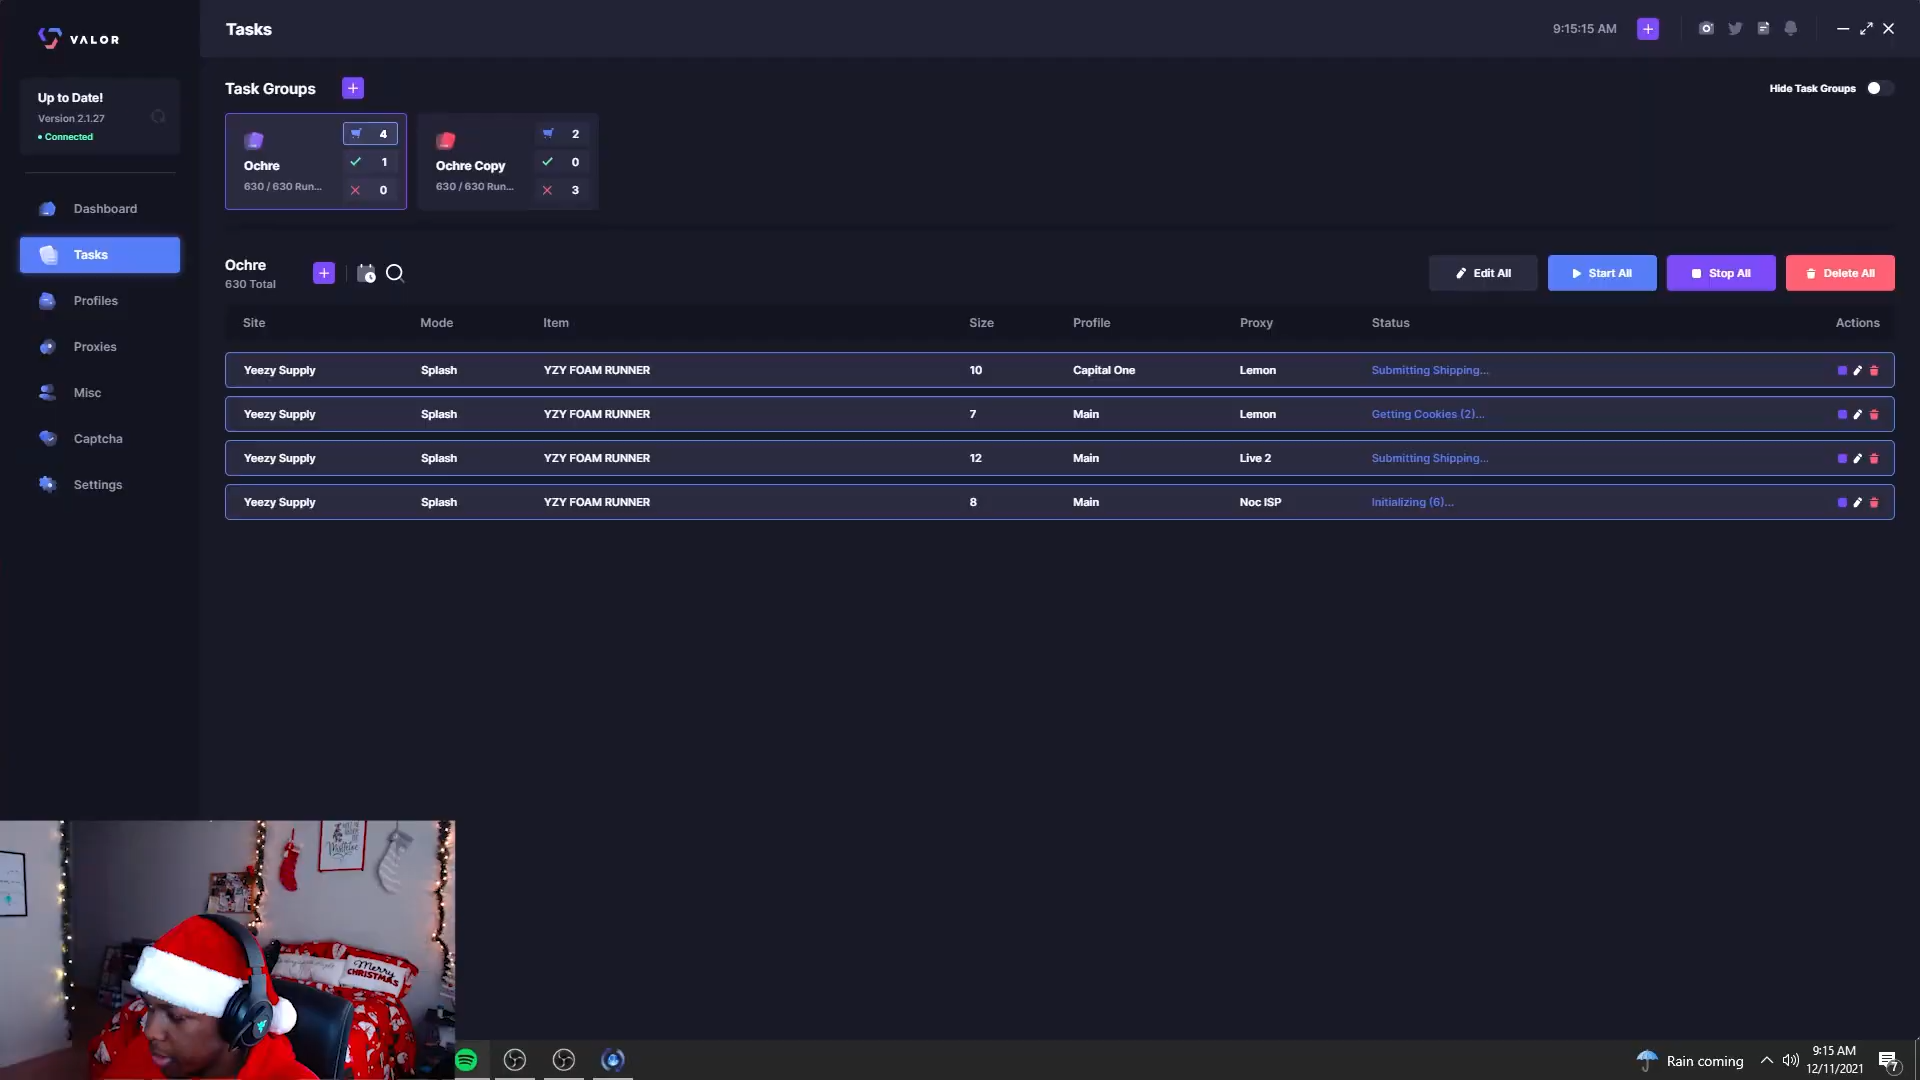 VALOR
Tasks
9:15:15 AM
Up to Date!
Version 2.1.27
Connected
Task Groups
Hide Task Groups
Ochre
630 / 630 Run...
4
1
0
Ochre Copy
630 / 630 Run...
2
0
3
Dashboard
Tasks
Profiles
Proxies
Misc
Captcha
Settings
Ochre
630 Total
Edit All
Start All
Stop All
Delete All
Site Mode Item Size Profile Proxy Status Actions
Yeezy Supply Splash YZY FOAM RUNNER 10 Capital One Lemon Submitting Shipping...
Yeezy Supply Splash YZY FOAM RUNNER 7 Main Lemon Getting Cookies (2)...
Yeezy Supply Splash YZY FOAM RUNNER 12 Main Live 2 Submitting Shipping...
Yeezy Supply Splash YZY FOAM RUNNER 8 Main Noc ISP Initializing (6)...
Mistletoe
Merry
CHRISTMAS
Rain coming
9:15 AM
12/11/2021
7